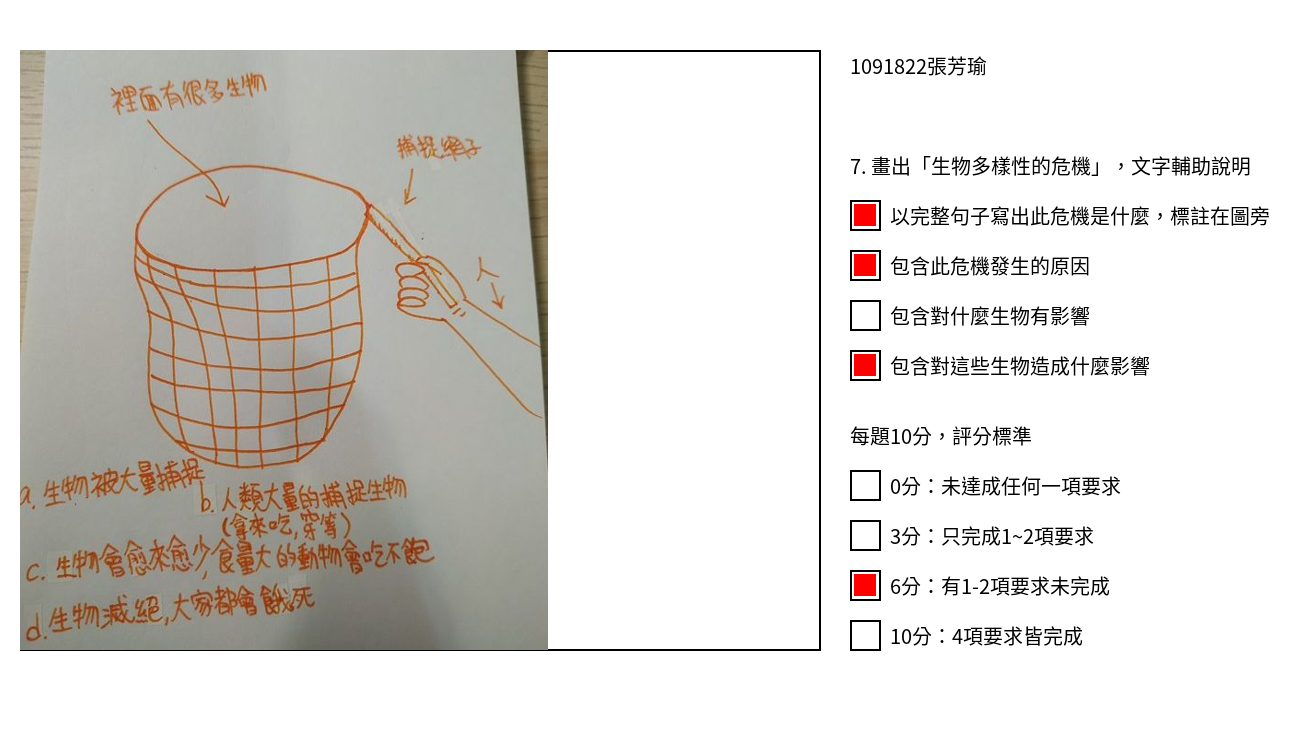 裡面有很多生物
捕捉網子
人
a. 生物被大量捕捉
b. 人類大量的捕捉生物
(拿來吃,穿等)
c. 生物會愈來愈少,食量大的動物會吃不飽
d. 生物滅絕,大家都會餓死
1091822張芳瑜
7. 畫出「生物多樣性的危機」，文字輔助說明
以完整句子寫出此危機是什麼，標註在圖旁
包含此危機發生的原因
包含對什麼生物有影響
包含對這些生物造成什麼影響
每題10分，評分標準
0分：未達成任何一項要求
3分：只完成1~2項要求
6分：有1-2項要求未完成
10分：4項要求皆完成